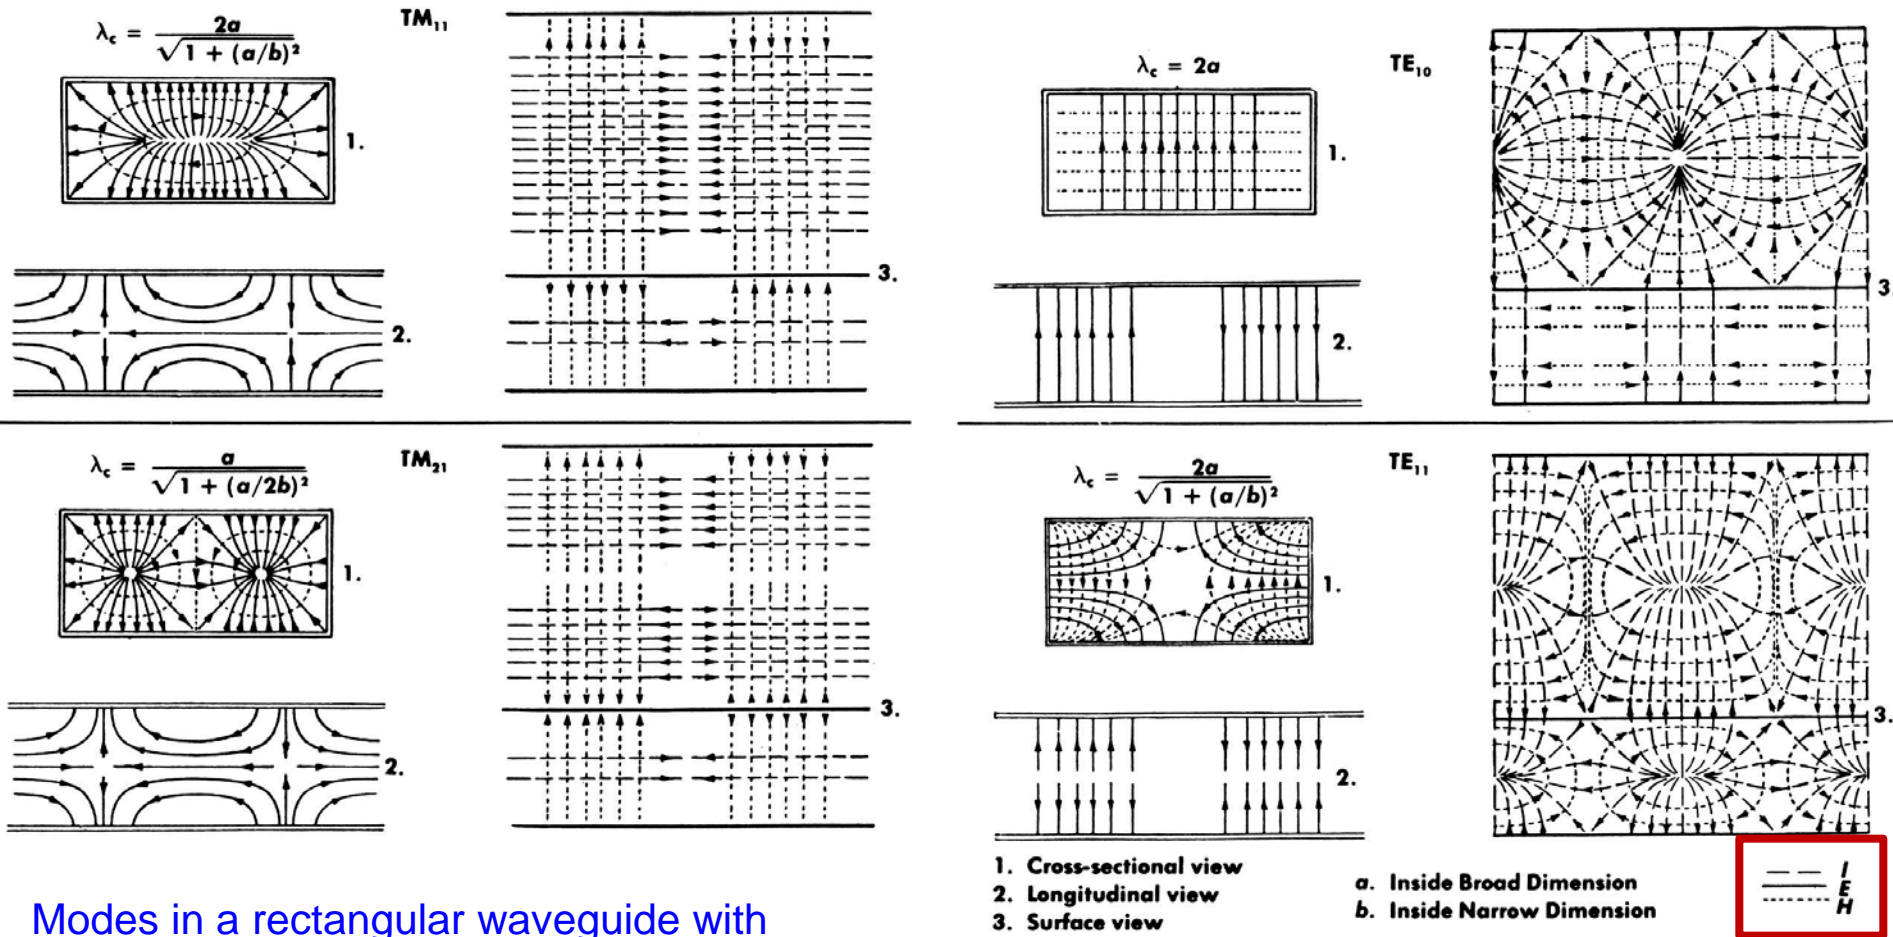 λc = 2a / √1 + (a/b)²
TM₁₁
1.
2.
3.
λc = 2a
TE₁₀
1.
2.
3.
λc = a / √1 + (a/2b)²
TM₂₁
1.
2.
3.
λc = 2a / √1 + (a/b)²
TE₁₁
1.
2.
3.
1. Cross-sectional view
2. Longitudinal view
3. Surface view
a. Inside Broad Dimension
b. Inside Narrow Dimension
I
E
H
Modes in a rectangular waveguide with